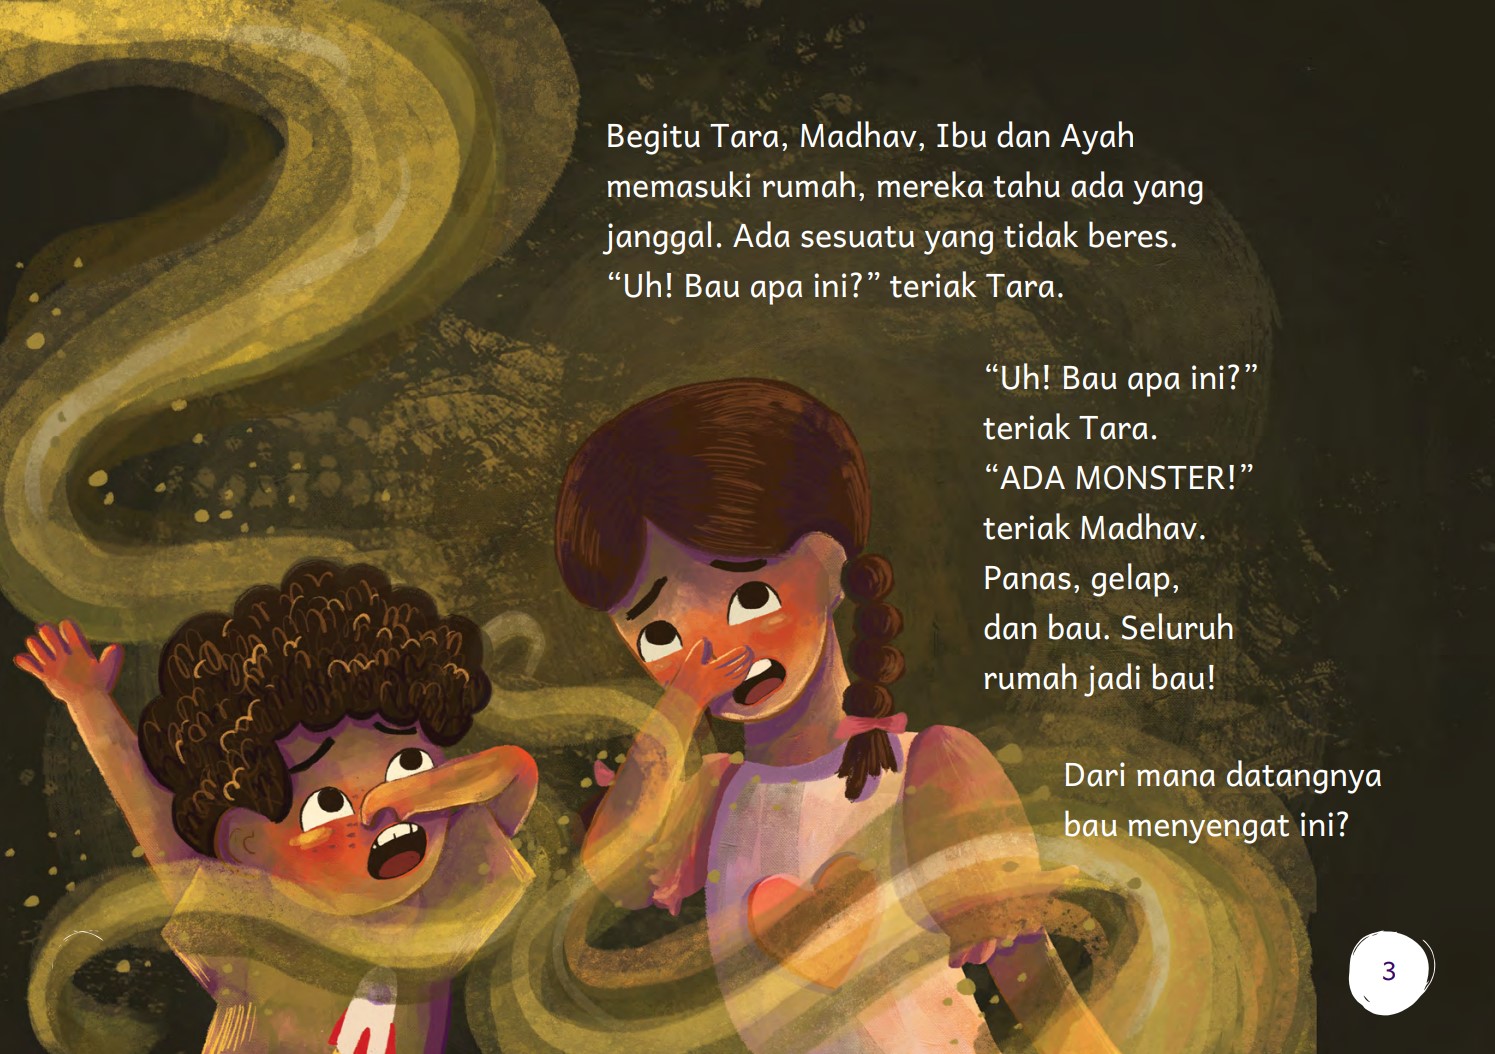 Begitu Tara, Madhav, Ibu dan Ayah
memasuki rumah, mereka tahu ada yang
janggal. Ada sesuatu yang tidak beres.
“Uh! Bau apa ini?” teriak Tara.
“Uh! Bau apa ini?”
teriak Tara.
“ADA MONSTER!”
teriak Madhav.
Panas, gelap,
dan bau. Seluruh
rumah jadi bau!
Dari mana datangnya
bau menyengat ini?
3